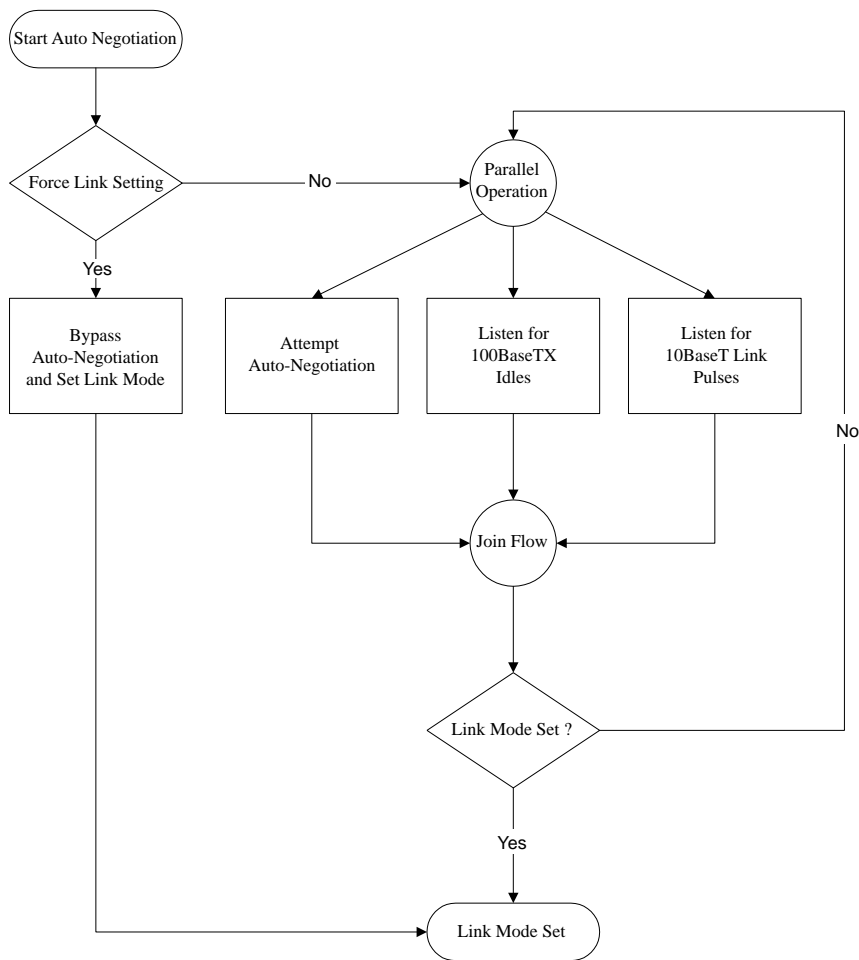 Start Auto Negotiation
Force Link Setting
No
Parallel
Operation
Yes
Bypass
Auto-Negotiation
and Set Link Mode
Attempt
Auto-Negotiation
Listen for
100BaseTX
Idles
Listen for
10BaseT Link
Pulses
No
Join Flow
Link Mode Set ?
Yes
Link Mode Set